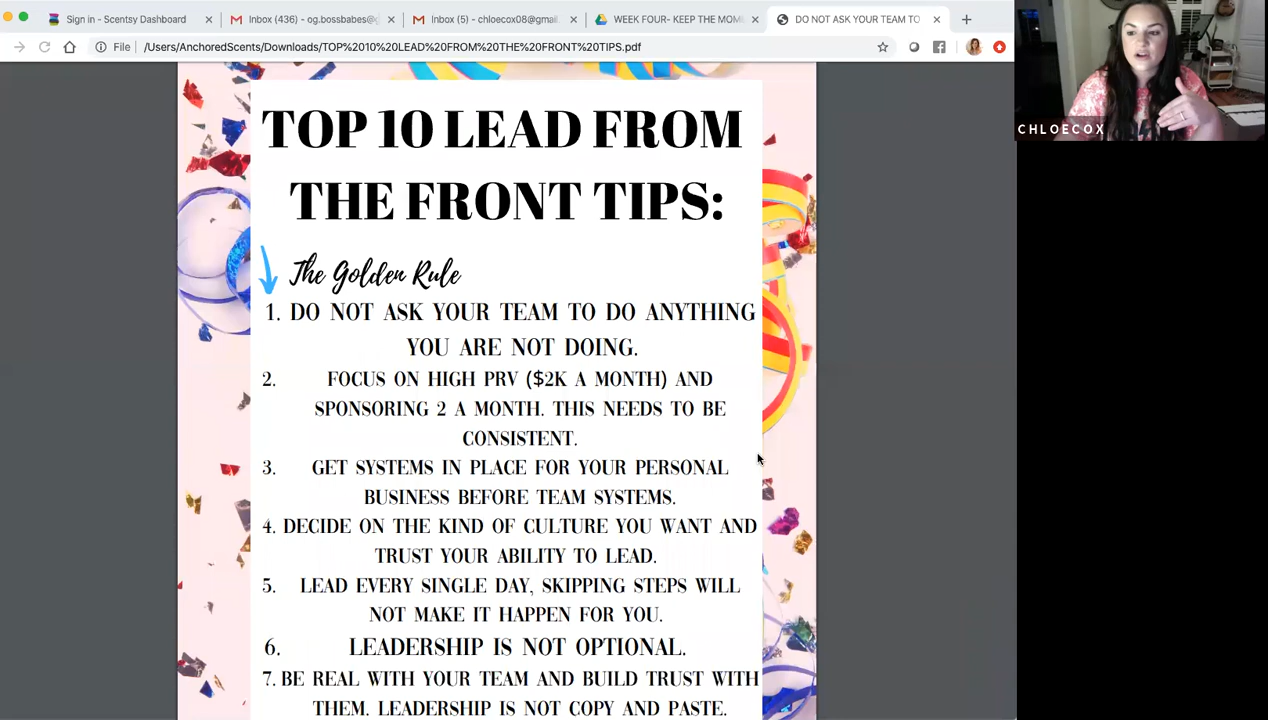 Sign in - Scentsy Dashboard
Inbox (436) - og.bossbabes@g
Inbox (5) - chloecox08@gmail.
WEEK FOUR- KEEP THE MOM
DO NOT ASK YOUR TEAM TO
File /Users/AnchoredScents/Downloads/TOP%2010%20LEAD%20FROM%20THE%20FRONT%20TIPS.pdf
CHLOECOX
TOP 10 LEAD FROM
THE FRONT TIPS:
The Golden Rule
1. DO NOT ASK YOUR TEAM TO DO ANYTHING
YOU ARE NOT DOING.
2. FOCUS ON HIGH PRV ($2K A MONTH) AND
SPONSORING 2 A MONTH. THIS NEEDS TO BE
CONSISTENT.
3. GET SYSTEMS IN PLACE FOR YOUR PERSONAL
BUSINESS BEFORE TEAM SYSTEMS.
4. DECIDE ON THE KIND OF CULTURE YOU WANT AND
TRUST YOUR ABILITY TO LEAD.
5. LEAD EVERY SINGLE DAY, SKIPPING STEPS WILL
NOT MAKE IT HAPPEN FOR YOU.
6. LEADERSHIP IS NOT OPTIONAL.
7. BE REAL WITH YOUR TEAM AND BUILD TRUST WITH
THEM. LEADERSHIP IS NOT COPY AND PASTE.